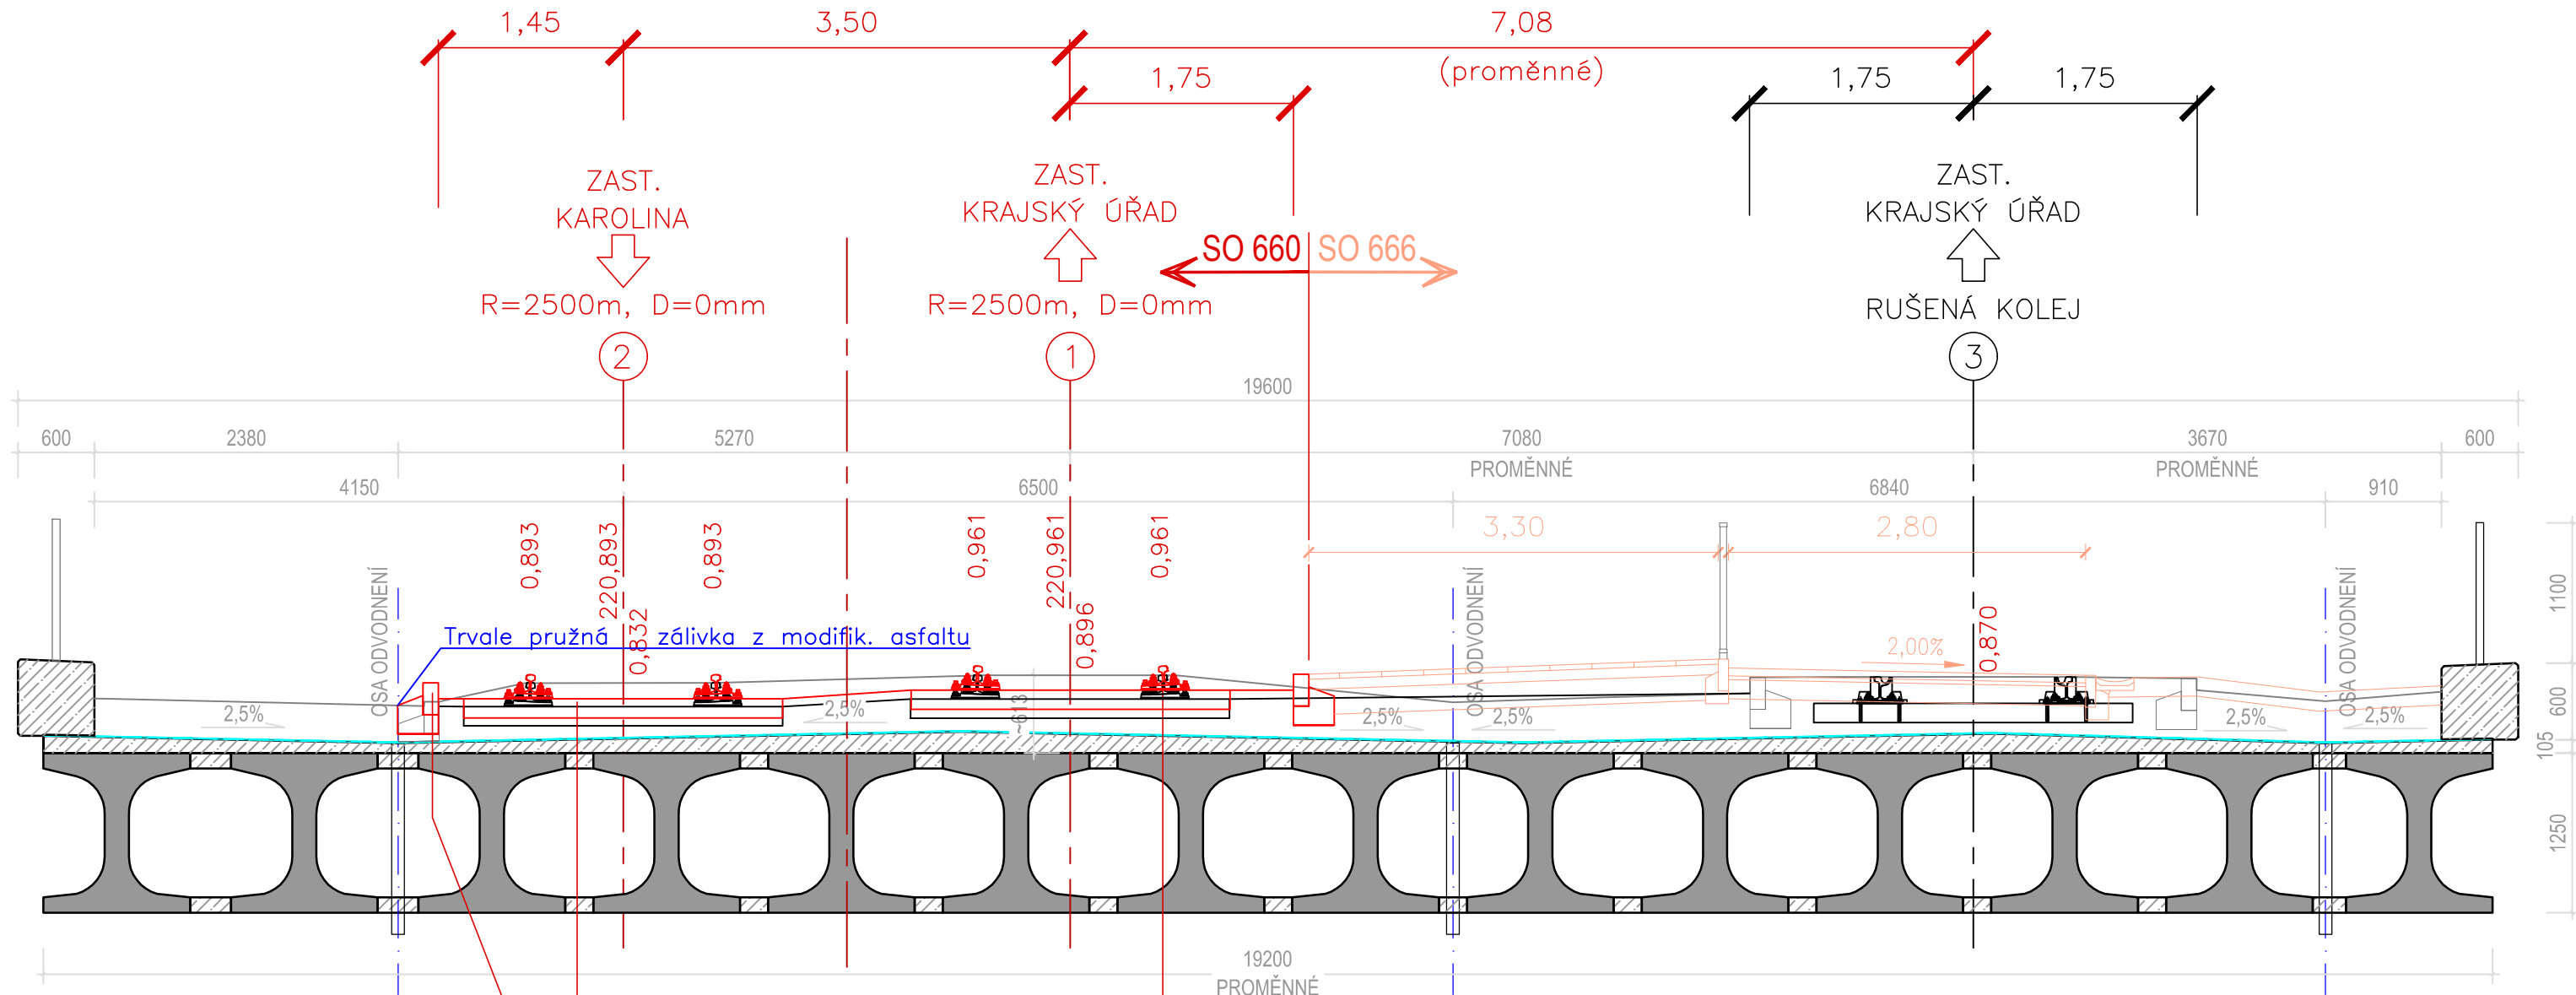 1,45
3,50
7,08
(proměnné)
1,75
1,75
1,75
ZAST.
KAROLINA
ZAST.
KRAJSKÝ ÚŘAD
ZAST.
KRAJSKÝ ÚŘAD
SO 660
SO 666
R=2500m, D=0mm
R=2500m, D=0mm
RUŠENÁ KOLEJ
2
1
3
19600
600
2380
5270
7080
3670
600
PROMĚNNÉ
PROMĚNNÉ
4150
6500
6840
910
0,893
220,893
0,832
0,893
0,961
220,961
0,896
0,961
3,30
2,80
0,870
OSA ODVODNENÍ
OSA ODVODNENÍ
OSA ODVODNENÍ
Trvale pružná zálivka z modifik. asfaltu
2,00%
2,5%
2,5%
2,5%
2,5%
2,5%
2,5%
~613
1100
600
105
1250
19200
PROMĚNNÉ